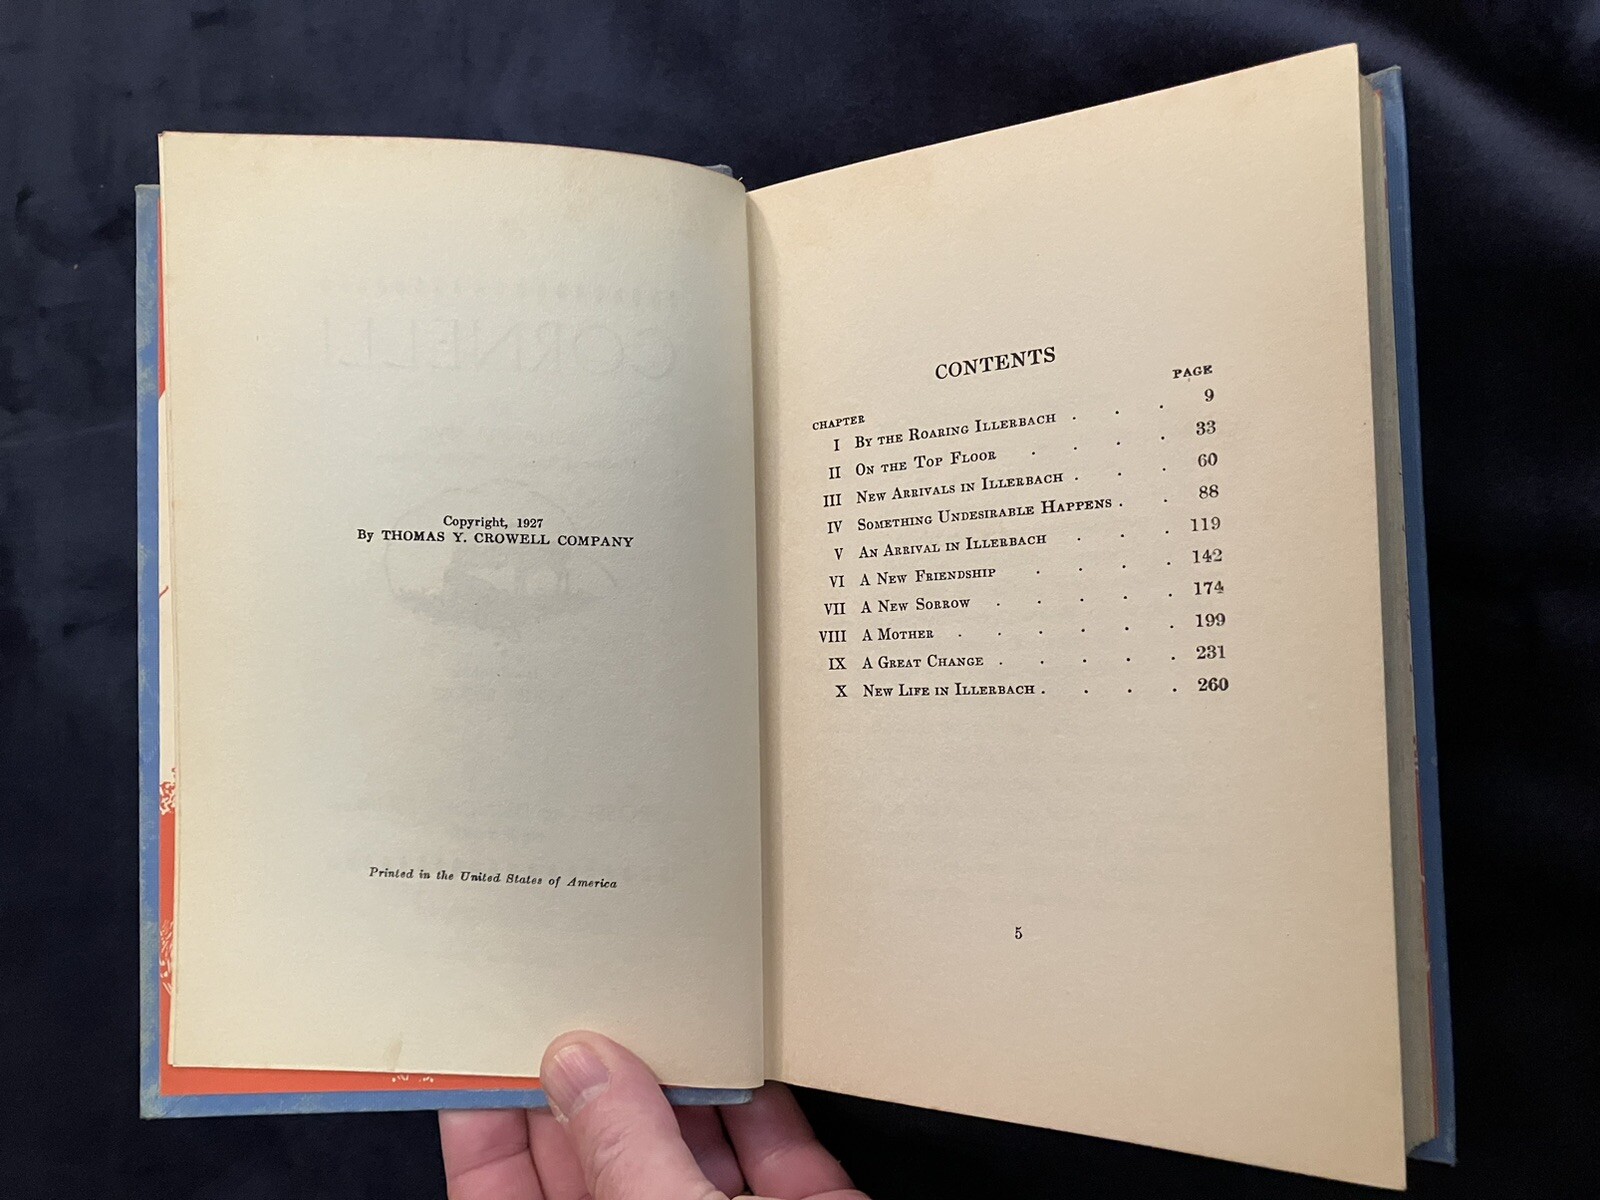 CORNELLI
Copyright, 1927
By THOMAS Y. CROWELL COMPANY
Printed in the United States of America
CONTENTS
CHAPTER PAGE
I By the Roaring Illerbach . . . 9
II On the Top Floor . . . . 33
III New Arrivals in Illerbach . . . 60
IV Something Undesirable Happens . . 88
V An Arrival in Illerbach . . . 119
VI A New Friendship . . . . 142
VII A New Sorrow . . . . . 174
VIII A Mother . . . . . . 199
IX A Great Change . . . . . 231
X New Life in Illerbach . . . . 260
5